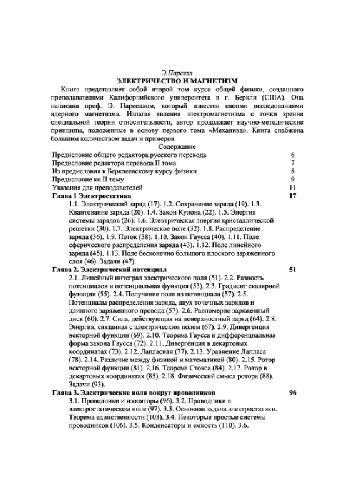 Э.Парселл
ЭЛЕКТРИЧЕСТВО И МАГНЕТИЗМ
Книга представляет собой второй том курса общей физики, созданного
преподавателями Калифорнийского университета в г. Беркли (США). Она
написана проф. Э. Парселлом, который известен своими исследованиями
ядерного магнетизма. Излагая явления электромагнетизма с точки зрения
специальной теории относительности, автор продолжает научно-методические
принципы, положенные в основу первого тома «Механика». Книга снабжена
большим количеством задач и примеров.
Содержание
Предисловие общего редактора русского перевода 6
Предисловие редактора перевода II тома 7
Из предисловия к Берклеевскому курсу физики 8
Предисловие ко II тому 9
Указания для преподавателей 11
Глава 1 Электростатика 17
1.1. Электрический заряд (17). 1.2. Сохранение заряда (19). 1.3.
Квантование заряда (20). 1.4. Закон Кулона (22). 1.5. Энергия
системы зарядов (26). 1.6. Электрическая энергия кристаллической
решетки (30). 1.7. Электрическое поле (32). 1.8. Распределение
заряда (36). 1.9. Поток (38). 1.10. Закон Гаусса (40). 1.11. Поле
сферического распределения заряда (43). 1.12. Поле линейного
заряда (45). 1.13. Поле бесконечно большого плоского заряженного
слоя (46). Задачи (47).
Глава 2. Электрический потенциал 51
2.1. Линейный интеграл электрического поля (51). 2.2. Разность
потенциалов и потенциальная функция (53). 2.3. Градиент скалярной
функции (55). 2.4. Получение поля из потенциала (57). 2.5.
Потенциалы распределения заряда, двух точечных зарядов и
длинного заряженного провода (57). 2.6. Равномерно заряженный
диск (60). 2.7. Сила, действующая на поверхностный заряд (64). 2.8.
Энергия, связанная с электрическим полем (67). 2.9. Дивергенция
векторной функции (69). 2.10. Теорема Гаусса и дифференциальная
форма закона Гаусса (72). 2.11. Дивергенция в декартовых
координатах (73). 2.12. Лапласиан (77). 2.13. Уравнение Лапласа
(78). 2.14. Различие между физикой и математикой (80). 2.15. Ротор
векторной функции (81). 2.16. Теорема Стокса (84). 2.17. Ротор в
декартовых координатах (85). 2.18. Физический смысл ротора (88).
Задачи (93).
Глава 3. Электрические поля вокруг проводников 96
3.1. Проводники и изоляторы (96). 3.2. Проводники в
электростатическом поле (97). 3.3. Основная задача электростатики.
Теорема единственности (103). 3.4. Некоторые простые системы
проводников (106). 3.5. Конденсаторы и емкость (110). 3.6.